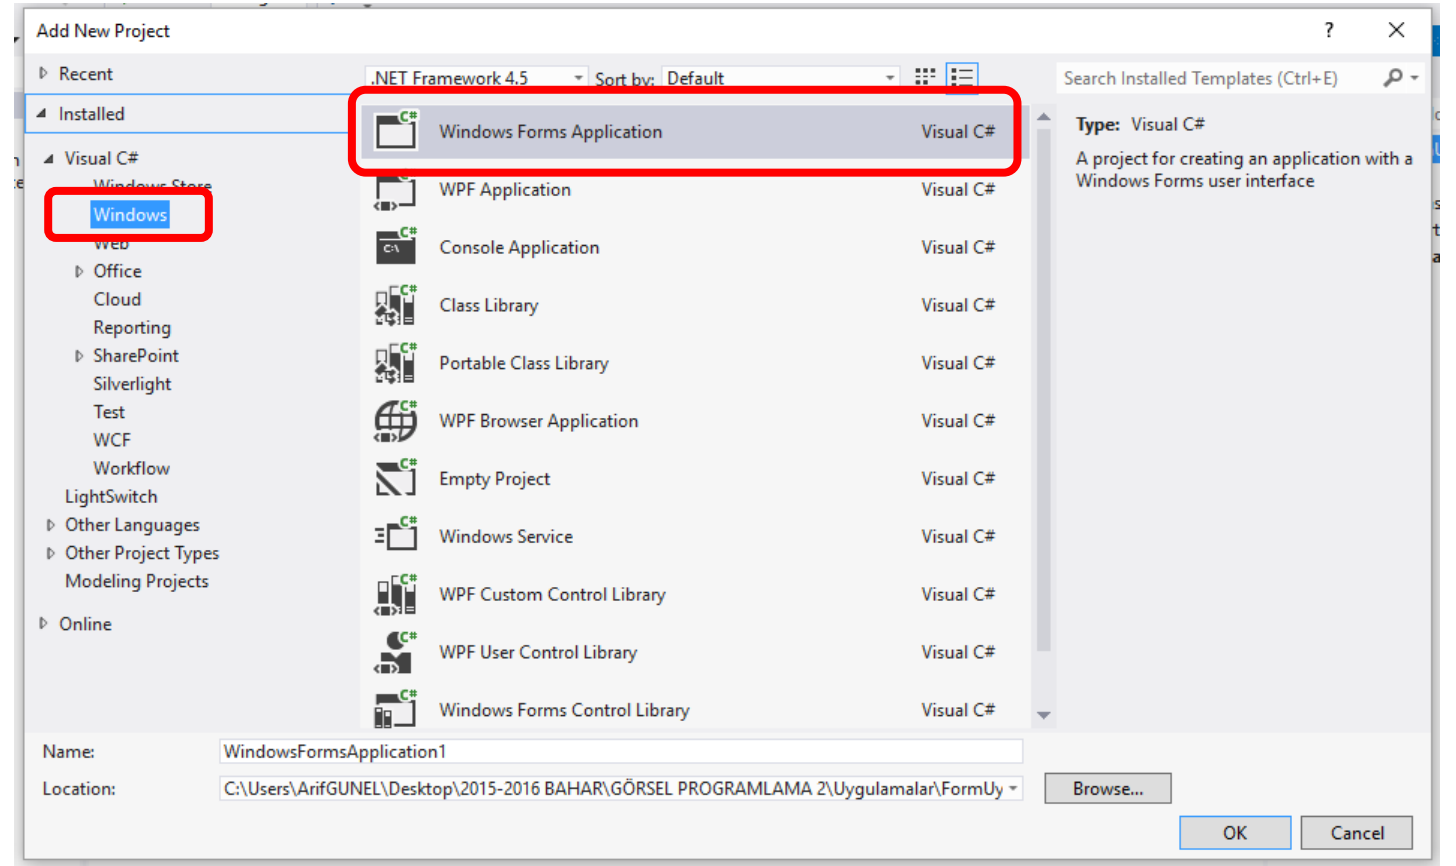 Add New Project
?
Recent
.NET Framework 4.5
Sort by:
Default
Search Installed Templates (Ctrl+E)
Installed
Visual C#
Windows Store
Windows
Web
Office
Cloud
Reporting
SharePoint
Silverlight
Test
WCF
Workflow
LightSwitch
Other Languages
Other Project Types
Modeling Projects
Online
Windows Forms Application Visual C#
WPF Application Visual C#
Console Application Visual C#
Class Library Visual C#
Portable Class Library Visual C#
WPF Browser Application Visual C#
Empty Project Visual C#
Windows Service Visual C#
WPF Custom Control Library Visual C#
WPF User Control Library Visual C#
Windows Forms Control Library Visual C#
Type: Visual C#
A project for creating an application with a
Windows Forms user interface
Name: WindowsFormsApplication1
Location: C:\Users\ArifGUNEL\Desktop\2015-2016 BAHAR\GÖRSEL PROGRAMLAMA 2\Uygulamalar\FormUy
Browse...
OK
Cancel